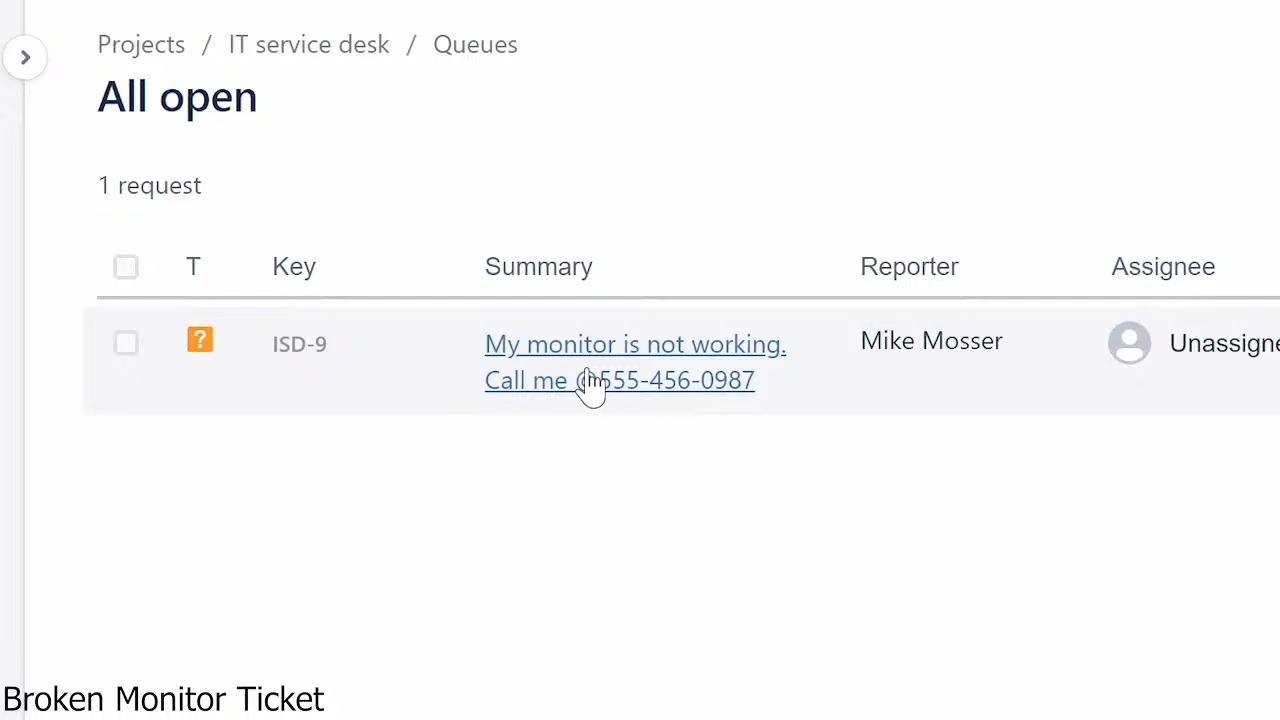 Projects / IT service desk / Queues
All open
1 request
T Key Summary Reporter Assignee
? ISD-9 My monitor is not working. Mike Mosser
Call me @555-456-0987
Broken Monitor Ticket